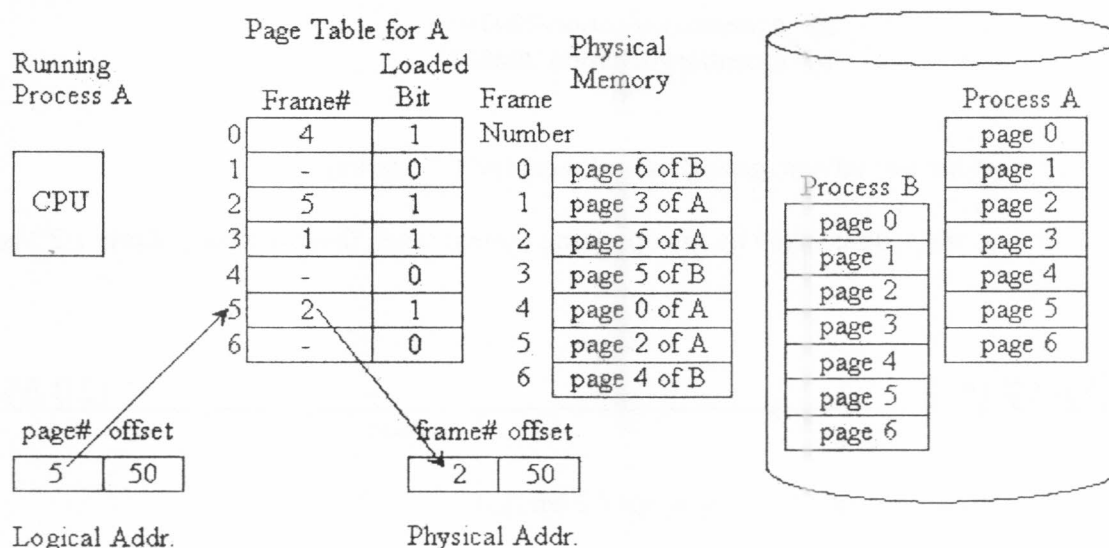 Running
Process A
CPU
Page Table for A
Loaded
Frame# Bit
0 4 1
1 - 0
2 5 1
3 1 1
4 - 0
5 2 1
6 - 0
Physical
Memory
Frame
Number
0 page 6 of B
1 page 3 of A
2 page 5 of A
3 page 5 of B
4 page 0 of A
5 page 2 of A
6 page 4 of B
Process B
page 0
page 1
page 2
page 3
page 4
page 5
page 6
Process A
page 0
page 1
page 2
page 3
page 4
page 5
page 6
page# offset
5 50
Logical Addr.
frame# offset
2 50
Physical Addr.